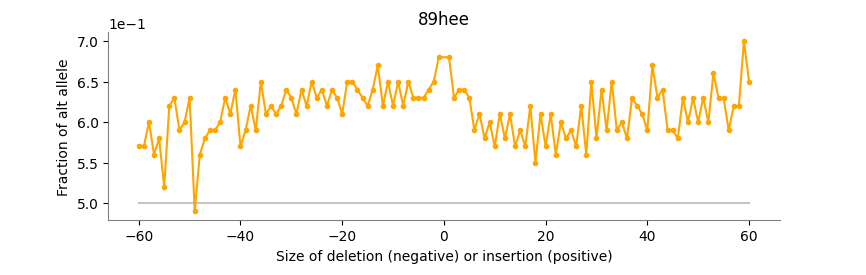 89hee
1e−1
7.0
6.5
6.0
5.5
5.0
Fraction of alt allele
−60 −40 −20 0 20 40 60
Size of deletion (negative) or insertion (positive)